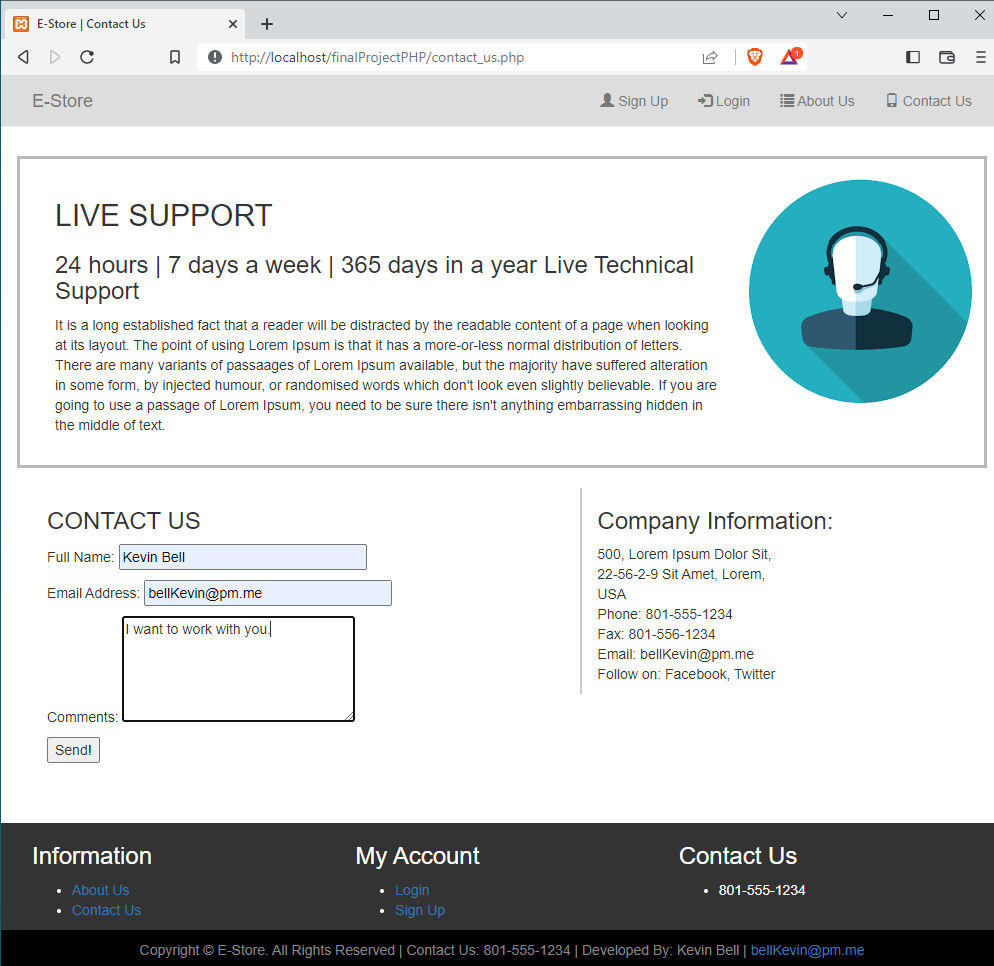 E-Store | Contact Us
http://localhost/finalProjectPHP/contact_us.php
1
E-Store
Sign Up
Login
About Us
Contact Us
LIVE SUPPORT
24 hours | 7 days a week | 365 days in a year Live Technical
Support
It is a long established fact that a reader will be distracted by the readable content of a page when looking
at its layout. The point of using Lorem Ipsum is that it has a more-or-less normal distribution of letters.
There are many variants of passaages of Lorem Ipsum available, but the majority have suffered alteration
in some form, by injected humour, or randomised words which don't look even slightly believable. If you are
going to use a passage of Lorem Ipsum, you need to be sure there isn't anything embarrassing hidden in
the middle of text.
CONTACT US
Full Name: Kevin Bell
Email Address: bellKevin@pm.me
I want to work with you.
Comments:
Send!
Company Information:
500, Lorem Ipsum Dolor Sit,
22-56-2-9 Sit Amet, Lorem,
USA
Phone: 801-555-1234
Fax: 801-556-1234
Email: bellKevin@pm.me
Follow on: Facebook, Twitter
Information
About Us
Contact Us
My Account
Login
Sign Up
Contact Us
801-555-1234
Copyright © E-Store. All Rights Reserved | Contact Us: 801-555-1234 | Developed By: Kevin Bell | bellKevin@pm.me